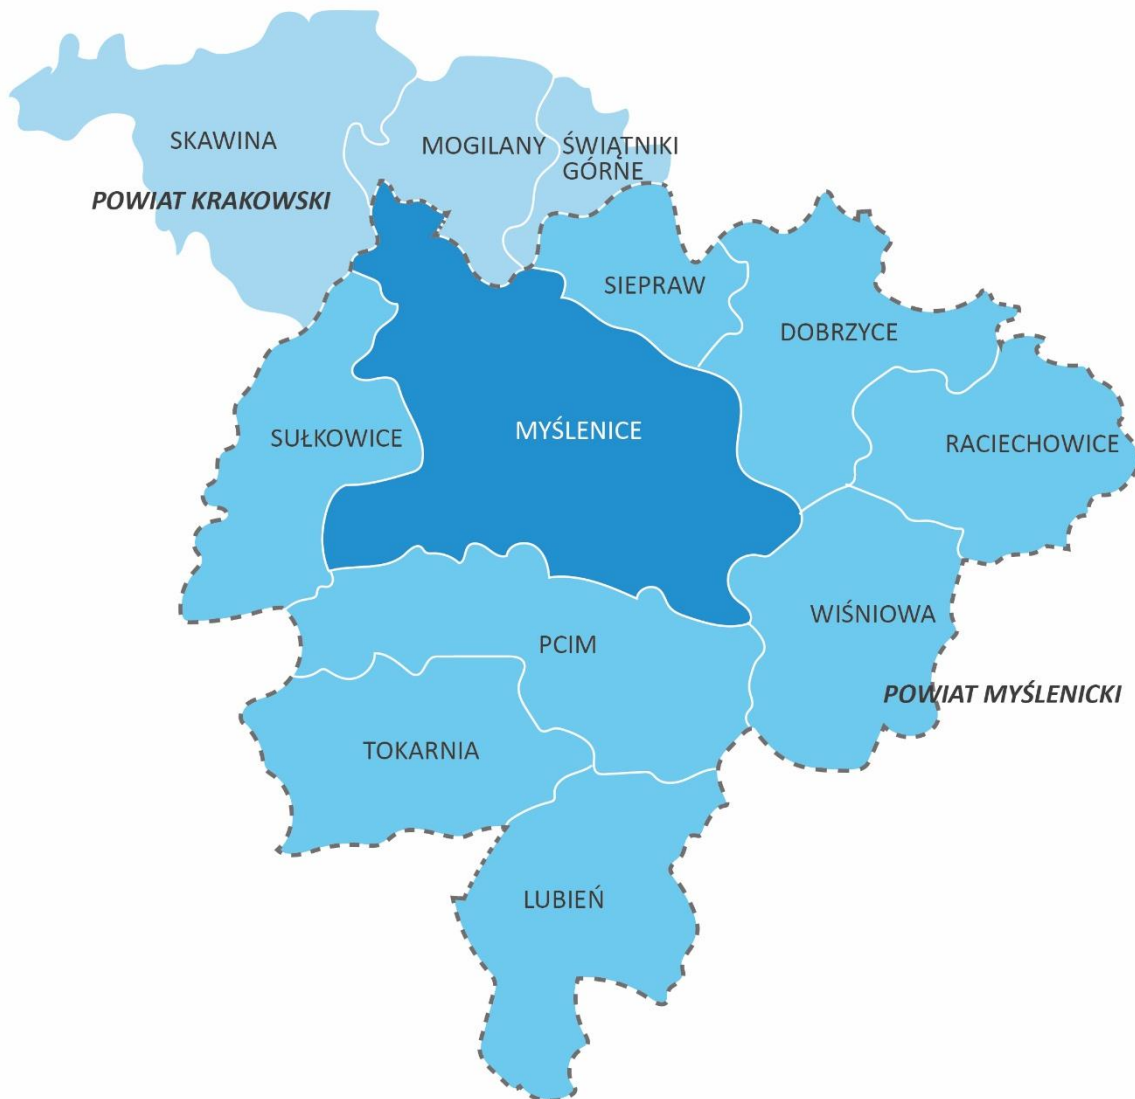 SKAWINA
MOGILANY
ŚWIĄTNIKI
GÓRNE
POWIAT KRAKOWSKI
SIEPRAW
DOBRZYCE
SUŁKOWICE
MYŚLENICE
RACIECHOWICE
WIŚNIOWA
PCIM
POWIAT MYŚLENICKI
TOKARNIA
LUBIEŃ